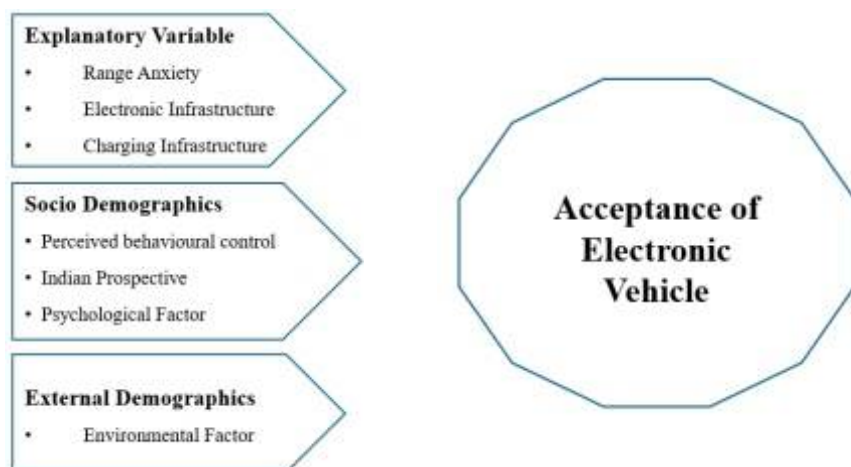 Explanatory Variable
• Range Anxiety
• Electronic Infrastructure
• Charging Infrastructure
Socio Demographics
• Perceived behavioural control
• Indian Prospective
• Psychological Factor
External Demographics
• Environmental Factor
Acceptance of
Electronic
Vehicle